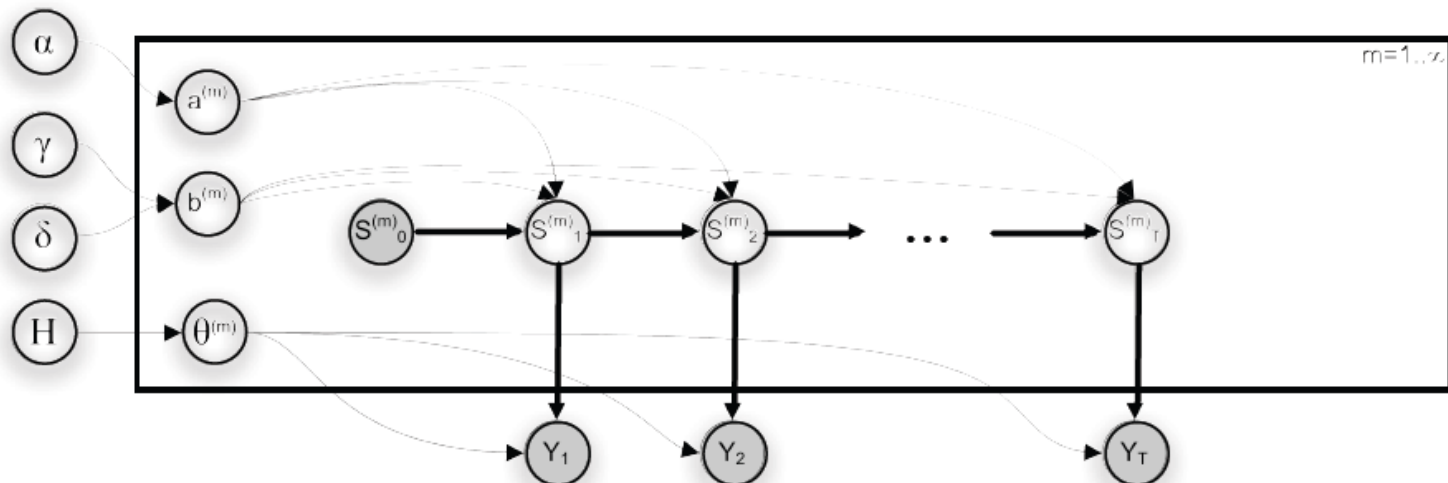 α
m=1..∞
a(m)
γ
b(m)
δ
S(m)0
S(m)1
S(m)2
...
S(m)T
H
θ(m)
Y1
Y2
YT